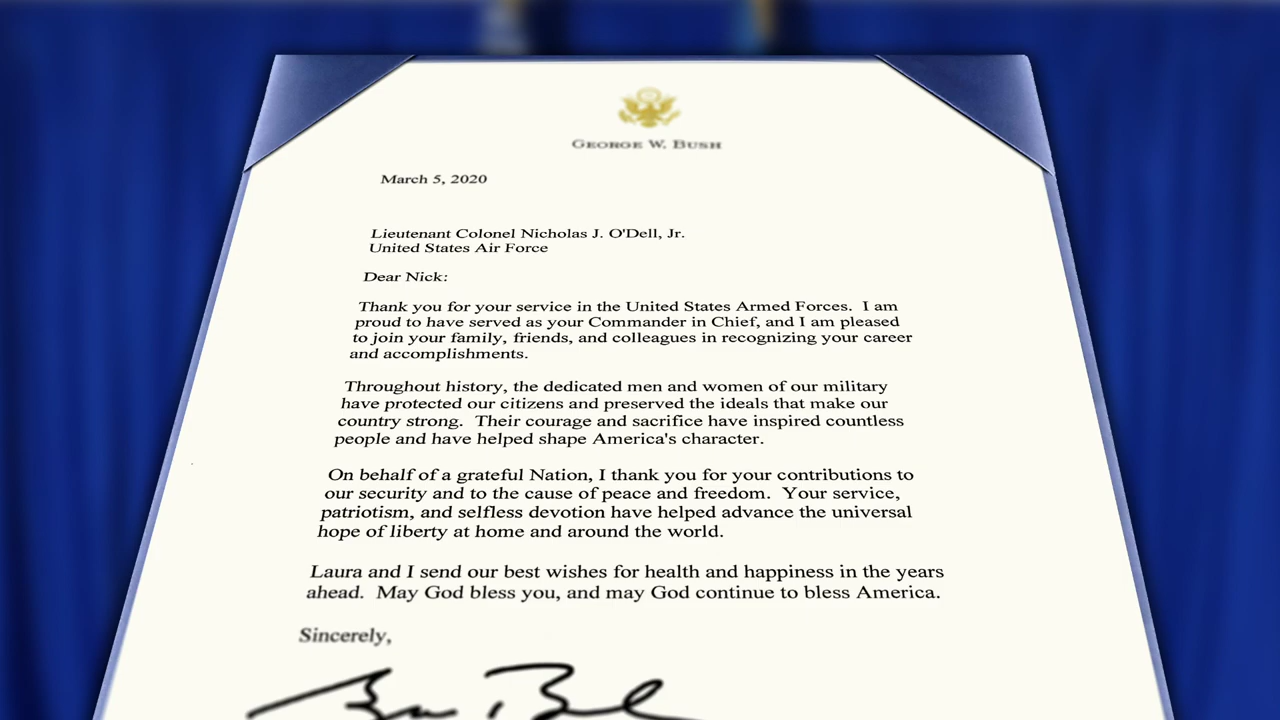 George W. Bush
March 5, 2020
Lieutenant Colonel Nicholas J. O'Dell, Jr.
United States Air Force
Dear Nick:
Thank you for your service in the United States Armed Forces.  I am
proud to have served as your Commander in Chief, and I am pleased
to join your family, friends, and colleagues in recognizing your career
and accomplishments.
Throughout history, the dedicated men and women of our military
have protected our citizens and preserved the ideals that make our
country strong.  Their courage and sacrifice have inspired countless
people and have helped shape America's character.
On behalf of a grateful Nation, I thank you for your contributions to
our security and to the cause of peace and freedom.  Your service,
patriotism, and selfless devotion have helped advance the universal
hope of liberty at home and around the world.
Laura and I send our best wishes for health and happiness in the years
ahead.  May God bless you, and may God continue to bless America.
Sincerely,